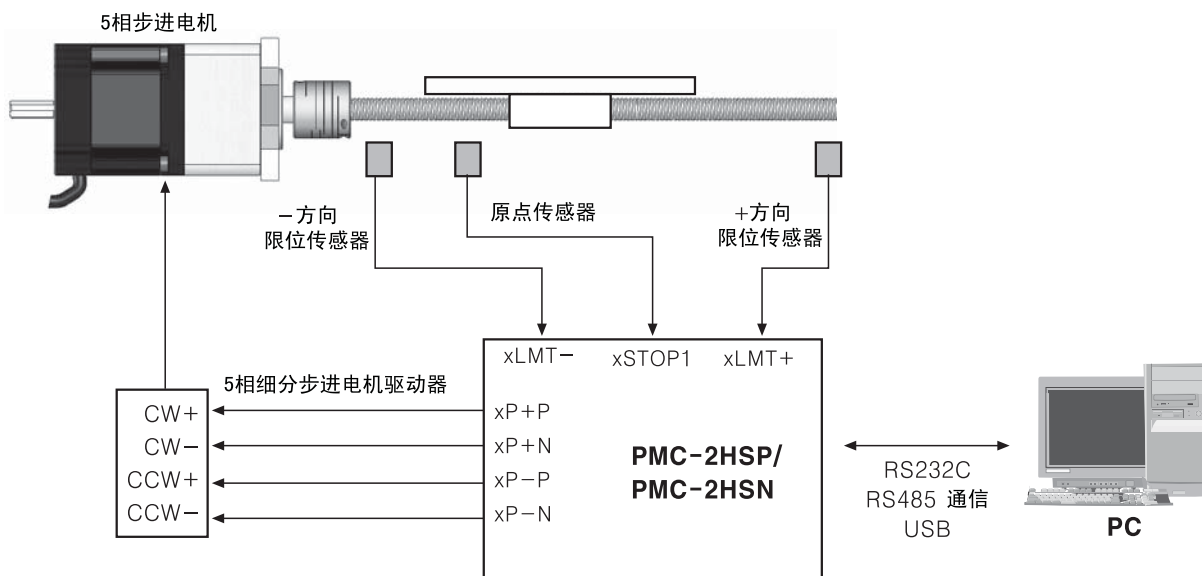 5相步进电机
-方向
限位传感器
原点传感器
+方向
限位传感器
xLMT-
xSTOP1
xLMT+
5相细分步进电机驱动器
CW+
CW-
CCW+
CCW-
xP+P
xP+N
xP-P
xP-N
PMC-2HSP/
PMC-2HSN
RS232C
RS485 通信
USB
PC